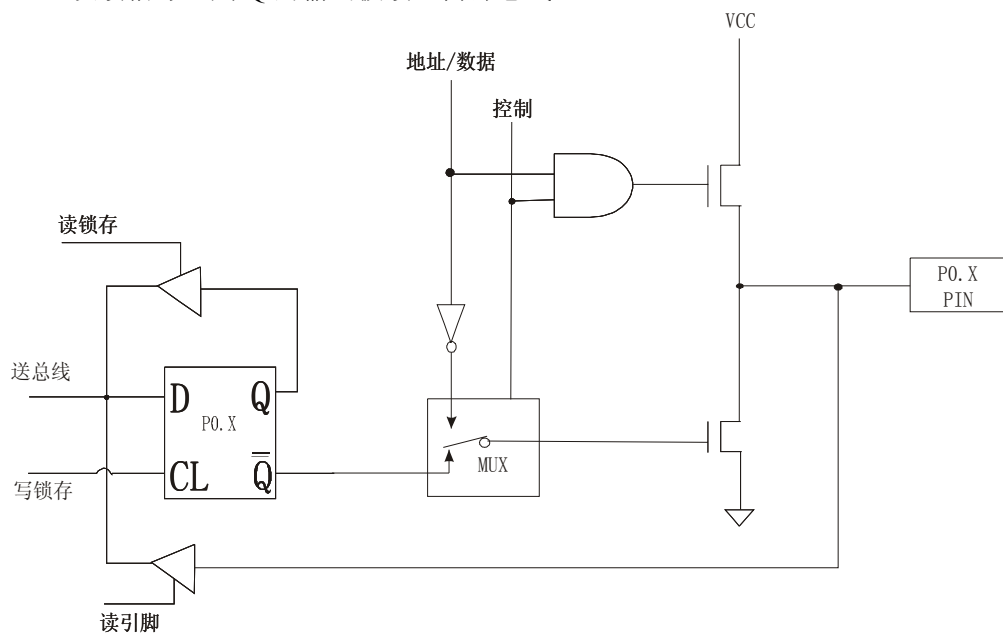 VCC
地址/数据
控制
读锁存
P0.X
PIN
送总线
D Q
P0.X
MUX
CL Q
写锁存
读引脚